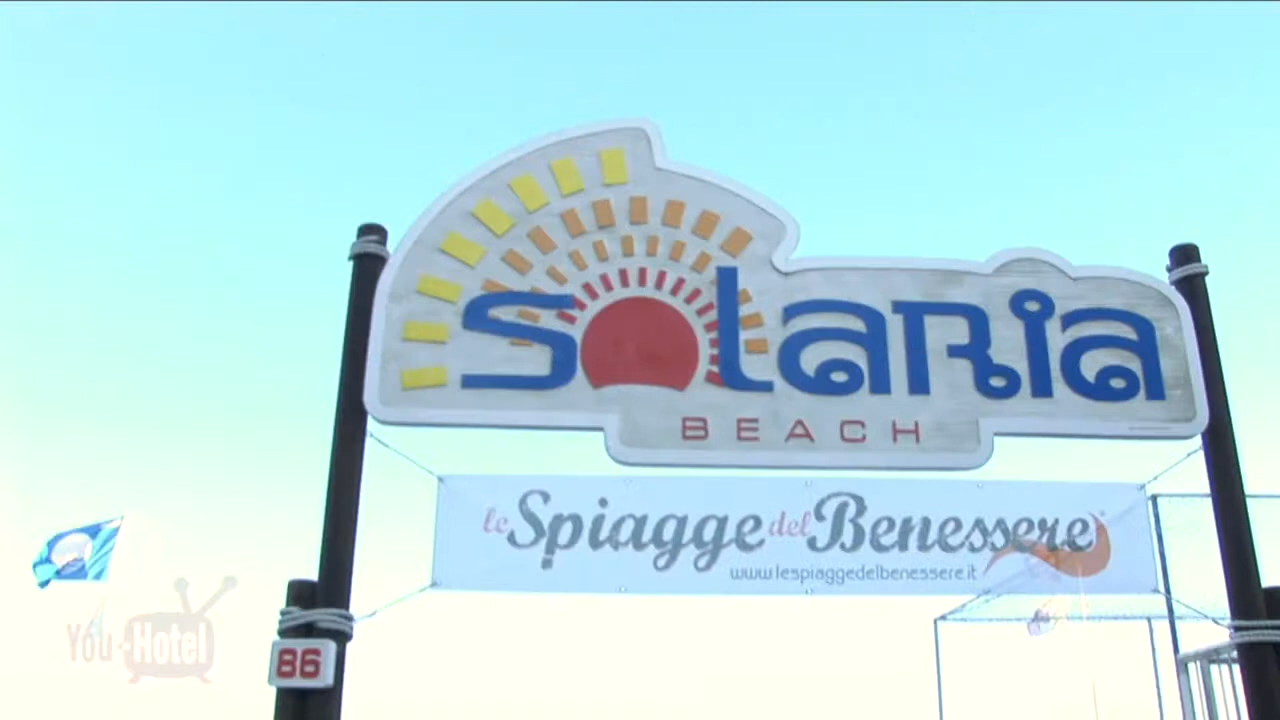 SOLARIA
BEACH
le Spiagge del Benessere
www.lespiaggedelbenessere.it
86
You Hotel